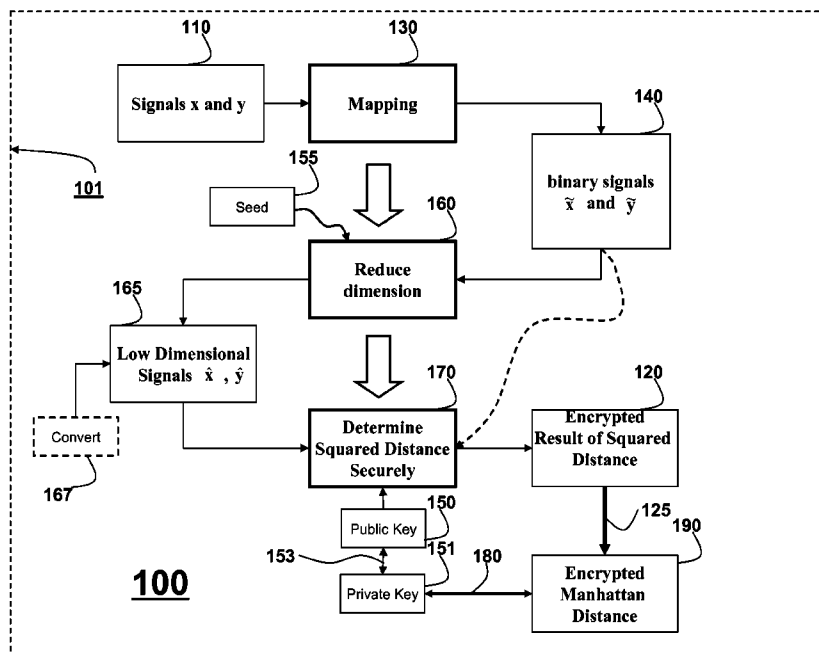 110
130
Signals x and y
Mapping
140
101
155
binary signals
x̃ and ỹ
Seed
160
Reduce
dimension
165
Low Dimensional
Signals x̂ , ŷ
170
120
Convert
Determine
Squared Distance
Securely
Encrypted
Result of Squared
Distance
167
150
125
Public Key
190
153
151
180
Private Key
Encrypted
Manhattan
Distance
100